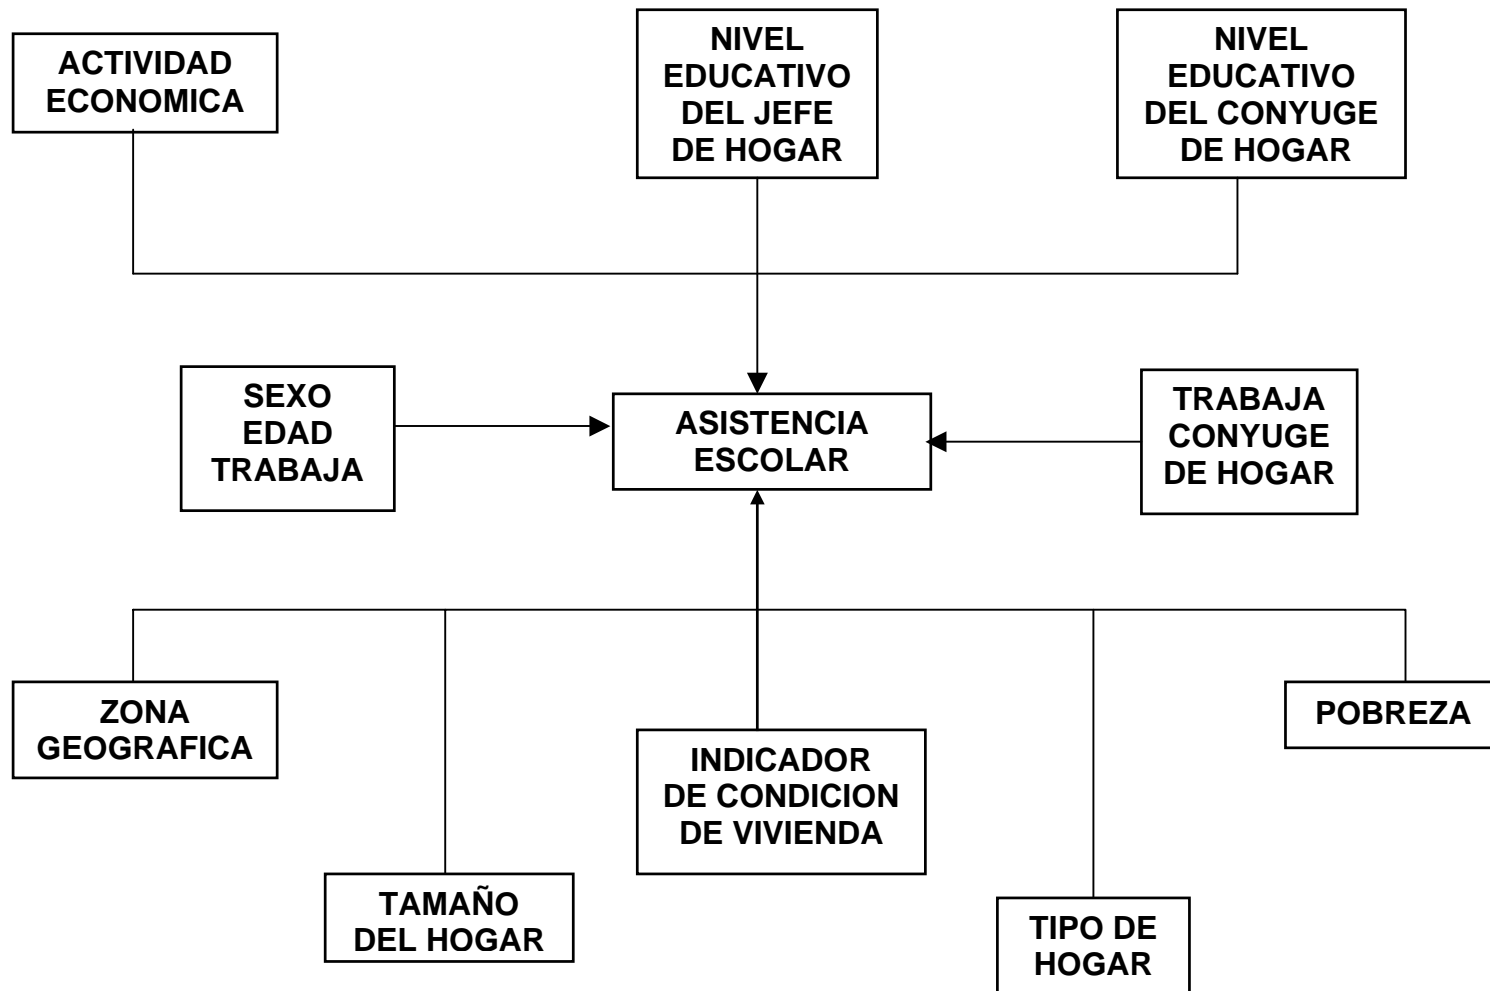 ACTIVIDAD
ECONOMICA
NIVEL
EDUCATIVO
DEL JEFE
DE HOGAR
NIVEL
EDUCATIVO
DEL CONYUGE
DE HOGAR
SEXO
EDAD
TRABAJA
ASISTENCIA
ESCOLAR
TRABAJA
CONYUGE
DE HOGAR
ZONA
GEOGRAFICA
INDICADOR
DE CONDICION
DE VIVIENDA
POBREZA
TAMAÑO
DEL HOGAR
TIPO DE
HOGAR